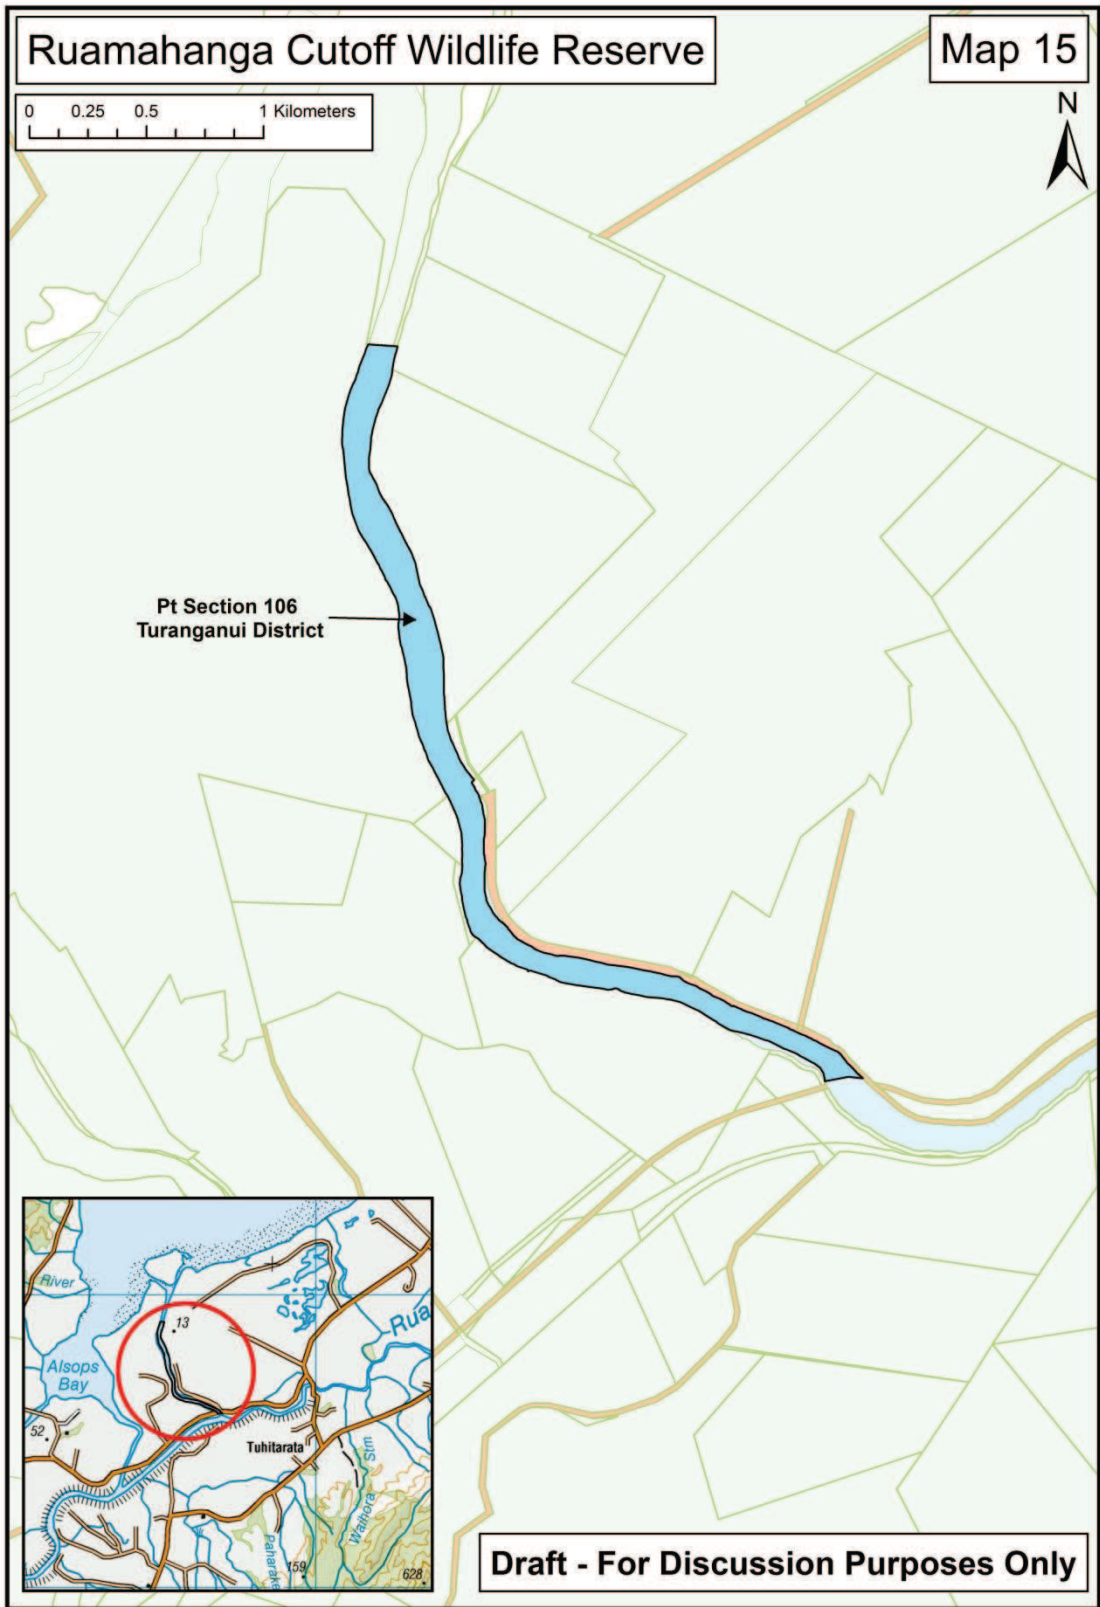 Ruamahanga Cutoff Wildlife Reserve
Map 15
0 0.25 0.5 1 Kilometers
N
Pt Section 106
Turanganui District
River
13
Rua
Alsops
Bay
52
Tuhitarata
Waihora Stm
Paharake
159
628
Draft - For Discussion Purposes Only